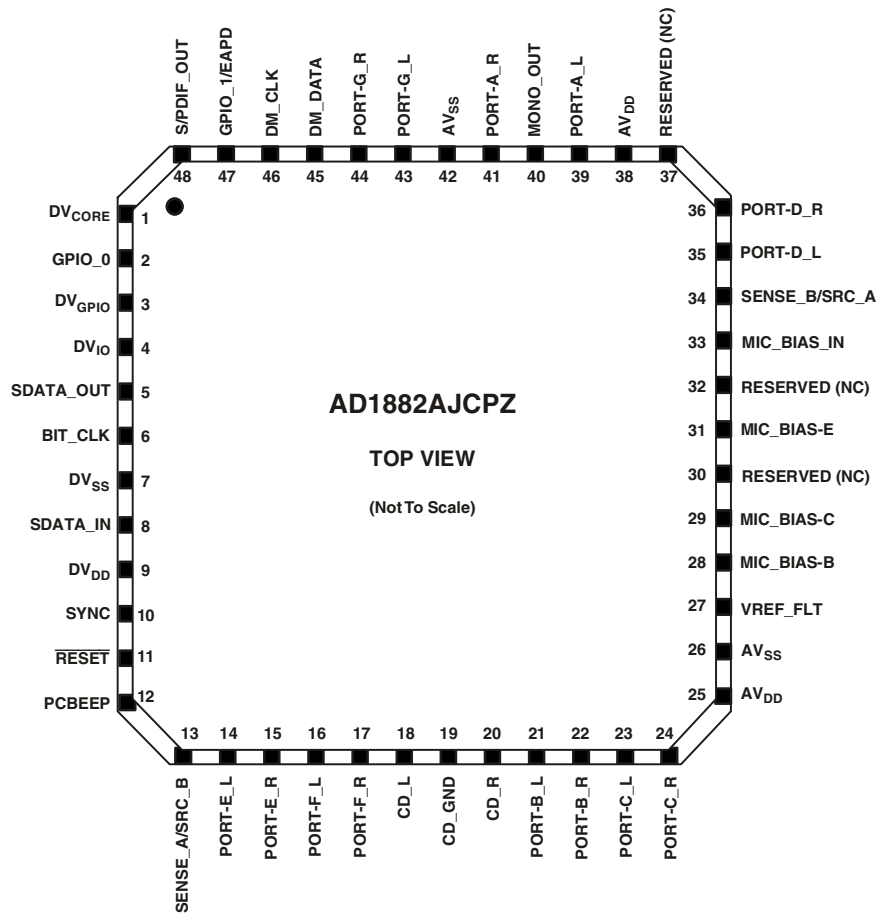 S/PDIF_OUT
GPIO_1/EAPD
DM_CLK
DM_DATA
PORT-G_R
PORT-G_L
AVSS
PORT-A_R
MONO_OUT
PORT-A_L
AVDD
RESERVED (NC)
48 47 46 45 44 43 42 41 40 39 38 37
DVCORE 1
GPIO_0 2
DVGPIO 3
DVIO 4
SDATA_OUT 5
BIT_CLK 6
DVSS 7
SDATA_IN 8
DVDD 9
SYNC 10
RESET 11
PCBEEP 12
AD1882AJCPZ
TOP VIEW
(Not To Scale)
36 PORT-D_R
35 PORT-D_L
34 SENSE_B/SRC_A
33 MIC_BIAS_IN
32 RESERVED (NC)
31 MIC_BIAS-E
30 RESERVED (NC)
29 MIC_BIAS-C
28 MIC_BIAS-B
27 VREF_FLT
26 AVSS
25 AVDD
13 14 15 16 17 18 19 20 21 22 23 24
SENSE_A/SRC_B
PORT-E_L
PORT-E_R
PORT-F_L
PORT-F_R
CD_L
CD_GND
CD_R
PORT-B_L
PORT-B_R
PORT-C_L
PORT-C_R